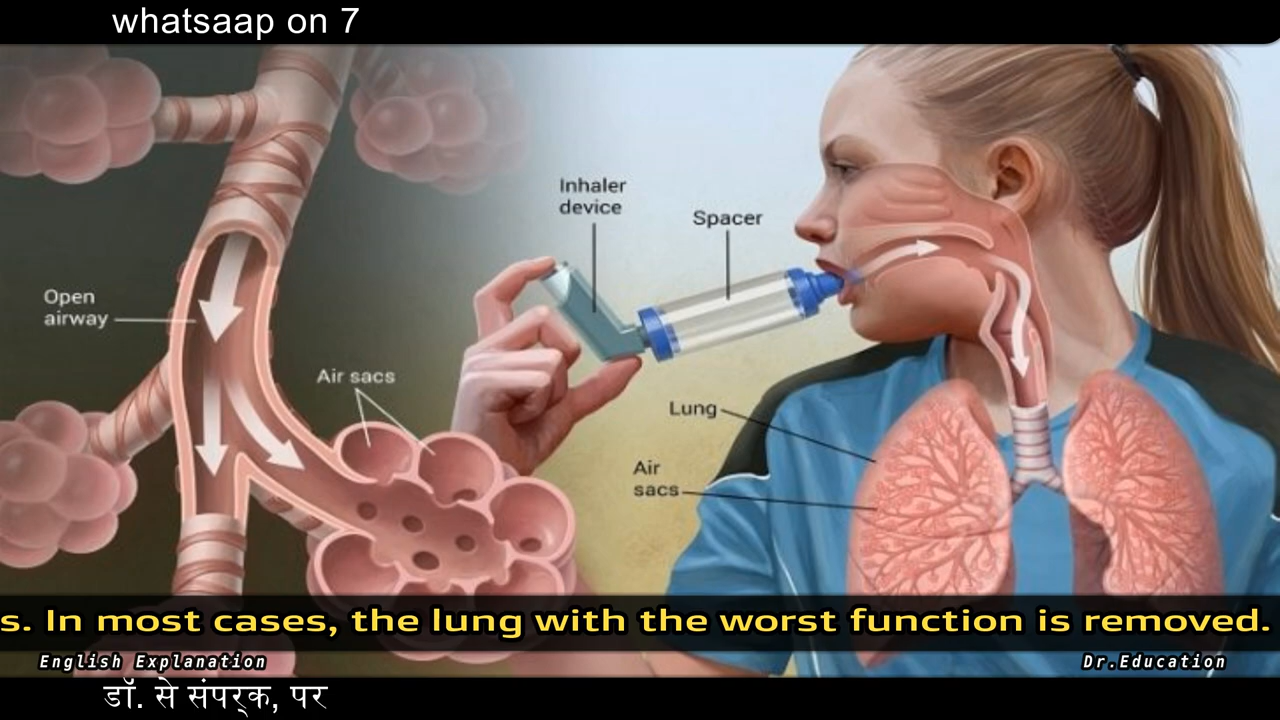 whatsaap on 7
Inhaler
device
Spacer
Open
airway
Air sacs
Lung
Air
sacs
s. In most cases, the lung with the worst function is removed.
English Explanation
Dr.Education
डॉ. से संपर्क, पर